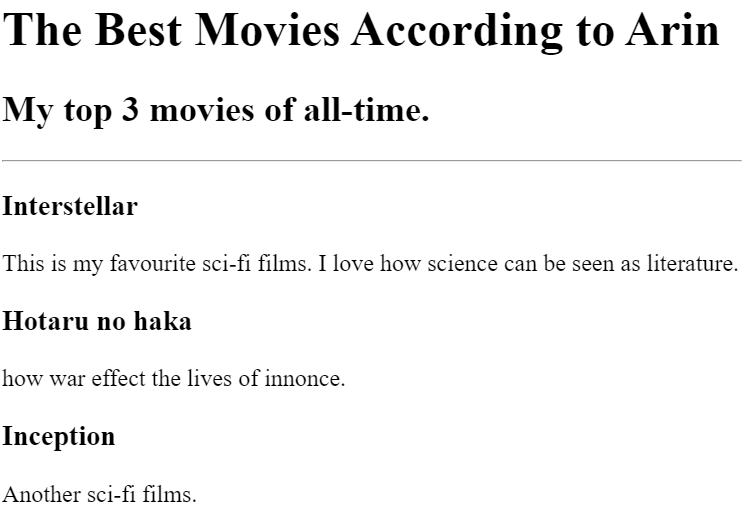 The Best Movies According to Arin
My top 3 movies of all-time.
Interstellar
This is my favourite sci-fi films. I love how science can be seen as literature.
Hotaru no haka
how war effect the lives of innonce.
Inception
Another sci-fi films.